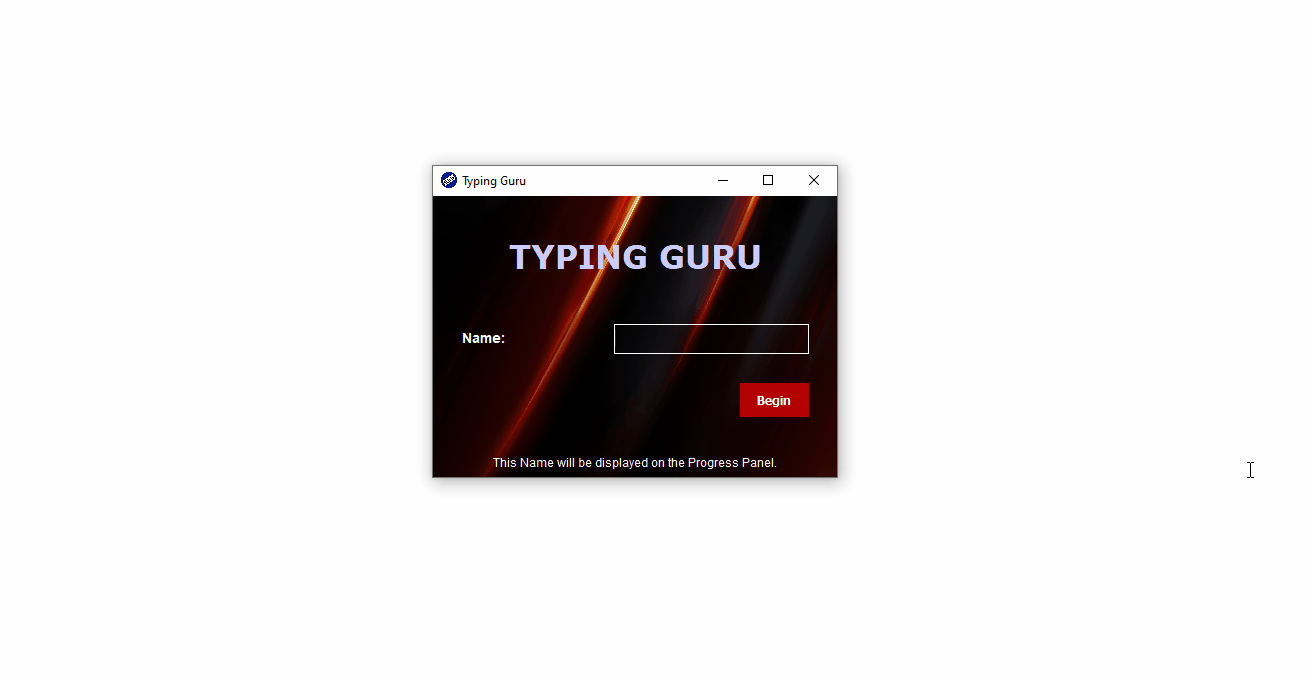 Typing Guru
TYPING GURU
Name:
Begin
This Name will be displayed on the Progress Panel.